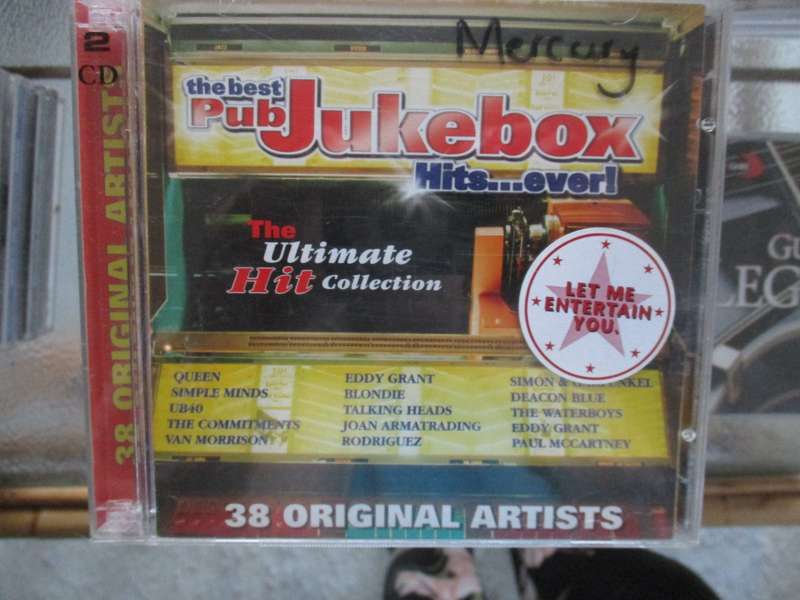 2
CD
38 ORIGINAL ARTISTS
Mercury
the best
Pub Jukebox
Hits...ever!
The
Ultimate
Hit Collection
LET ME
ENTERTAIN
YOU.
QUEEN
SIMPLE MINDS
UB40
THE COMMITMENTS
VAN MORRISON
EDDY GRANT
BLONDIE
TALKING HEADS
JOAN ARMATRADING
RODRIGUEZ
SIMON &
DEACON BLUE
THE WATERBOYS
EDDY GRANT
PAUL MCCARTNEY
38 ORIGINAL ARTISTS